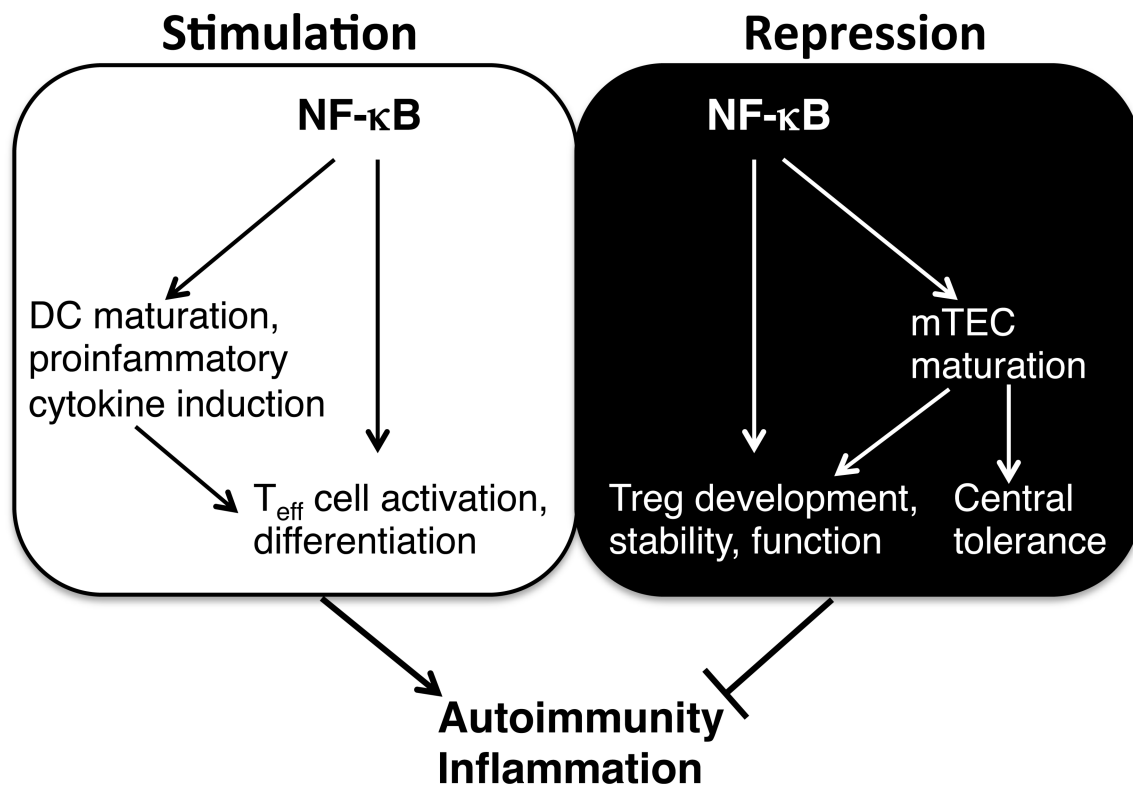 Stimulation
NF-κB
DC maturation,
proinfammatory
cytokine induction
T_eff cell activation,
differentiation
Repression
NF-κB
mTEC
maturation
Treg development,
stability, function
Central
tolerance
Autoimmunity
Inflammation